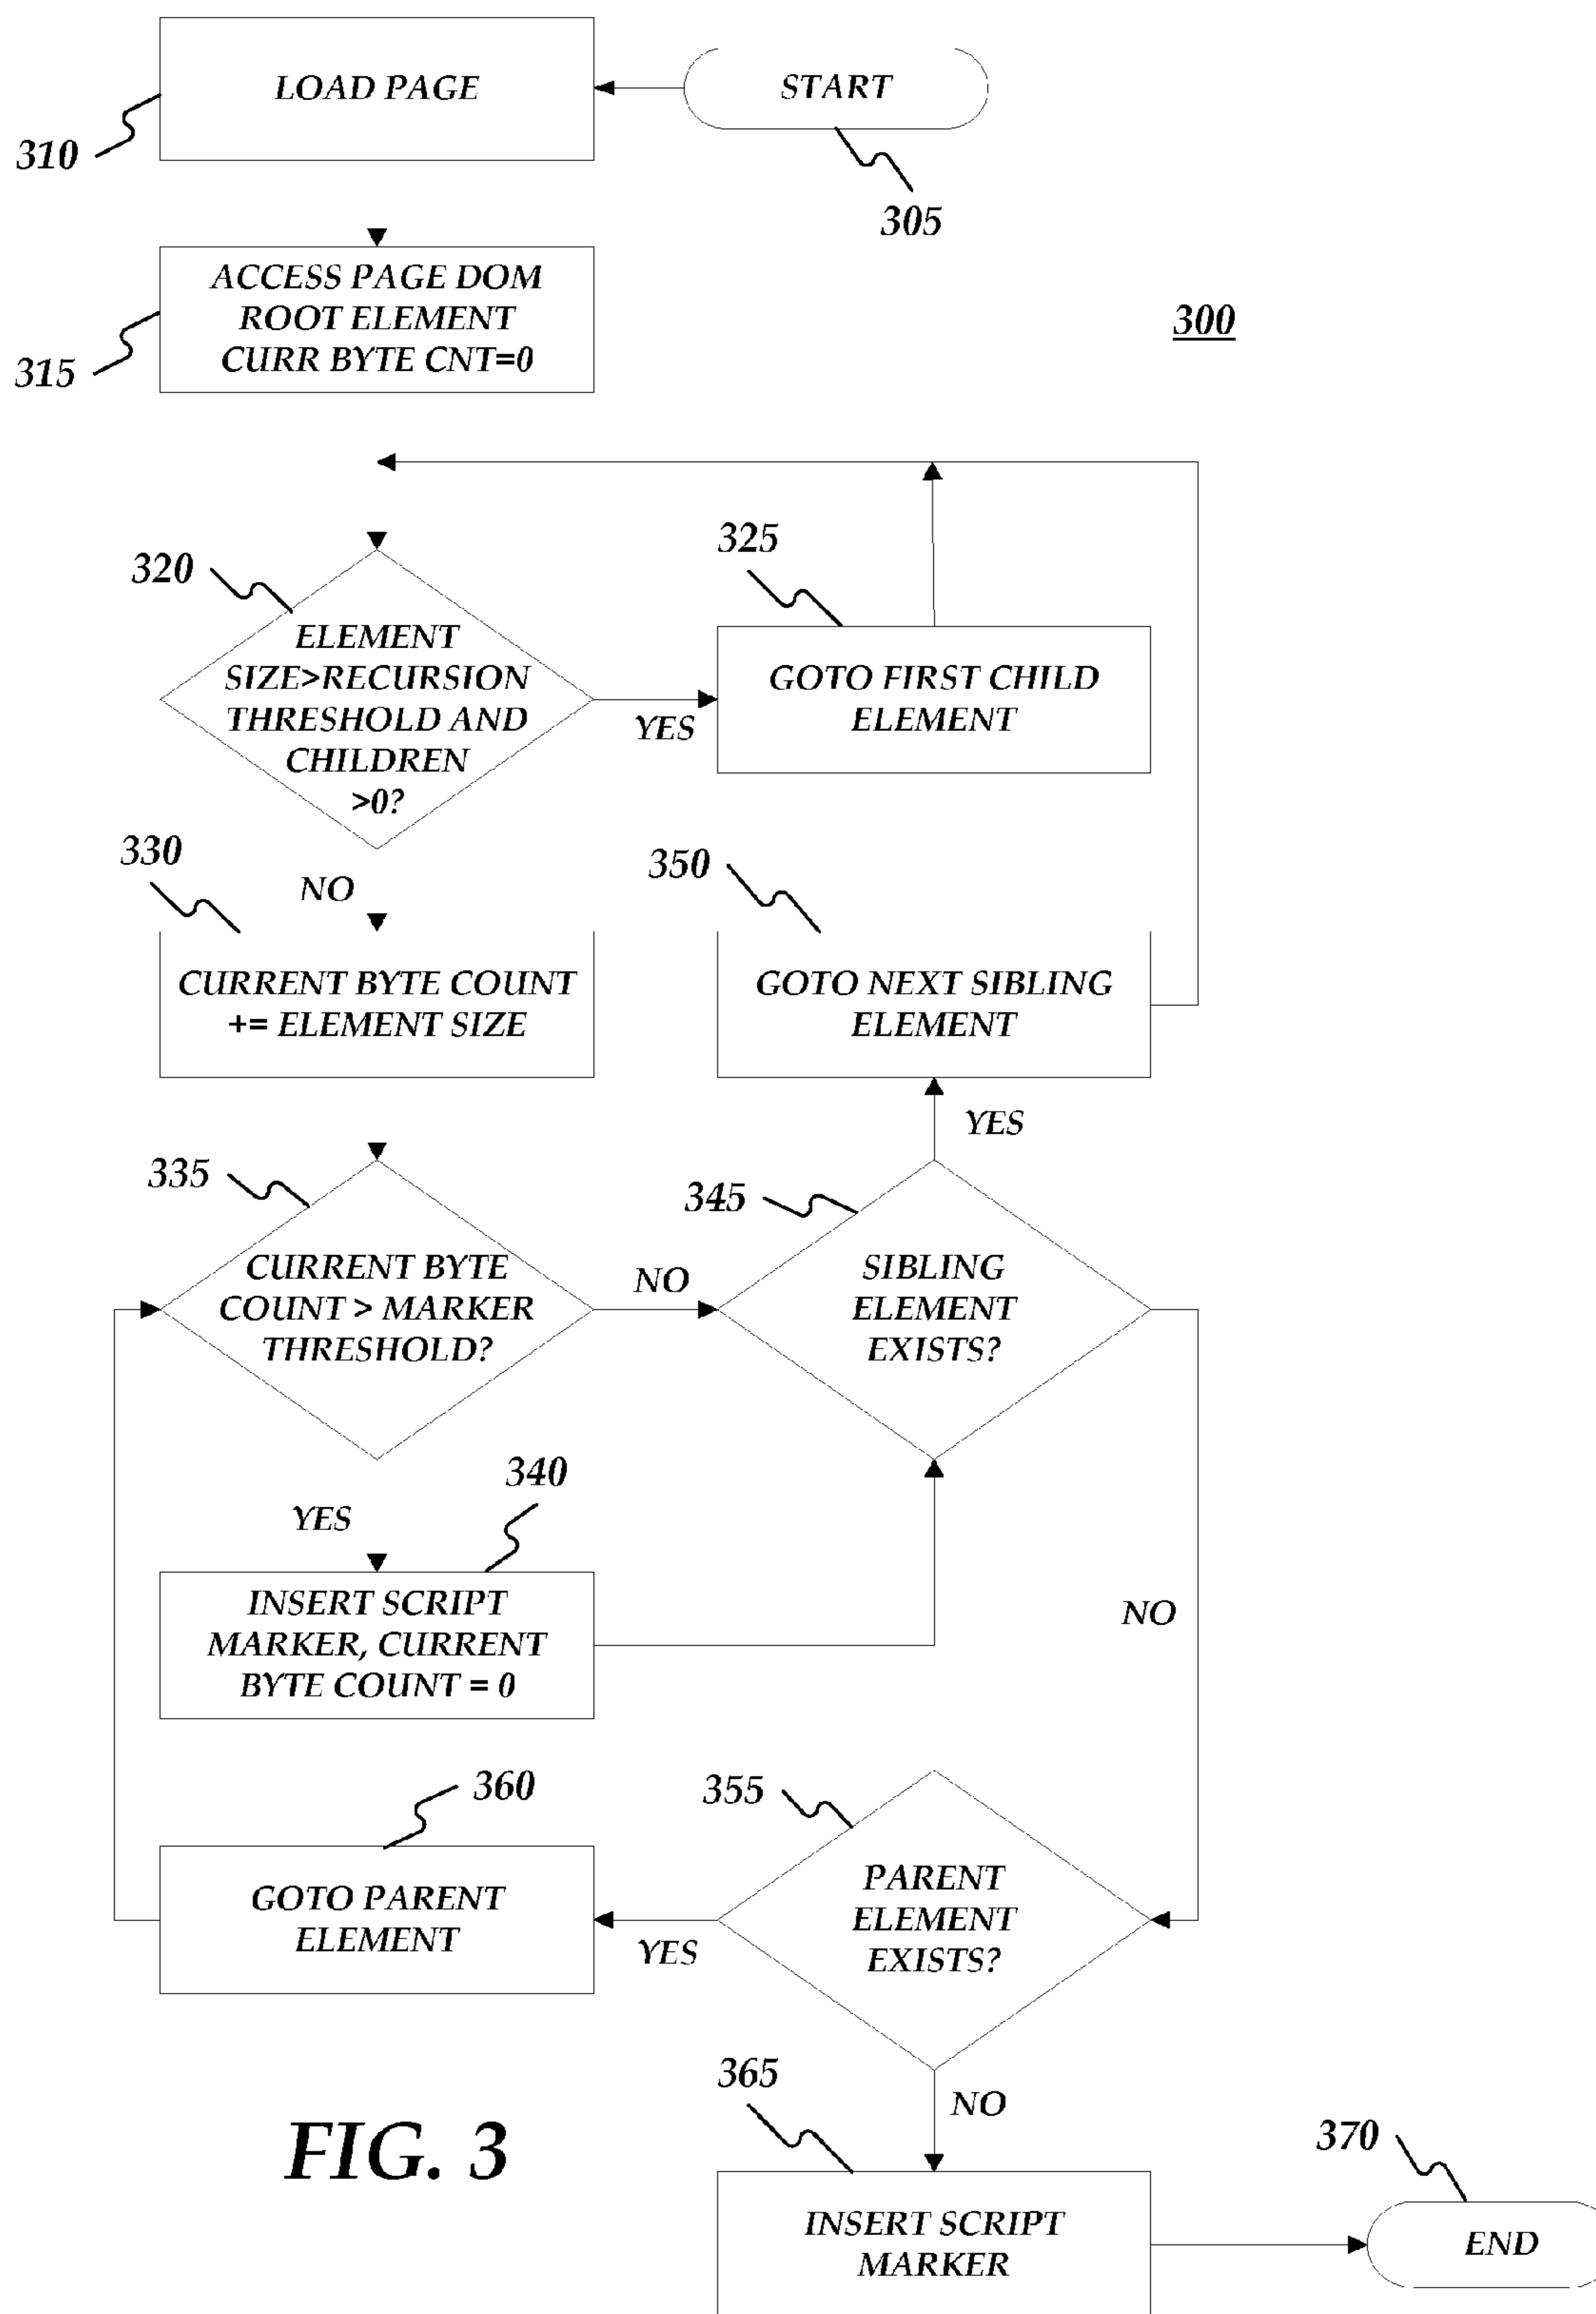 LOAD PAGE
START
310
305
ACCESS PAGE DOM
ROOT ELEMENT
CURR BYTE CNT=0
315
300
320
325
ELEMENT
SIZE>RECURSION
THRESHOLD AND
CHILDREN
>0?
YES
GOTO FIRST CHILD
ELEMENT
330
NO
350
CURRENT BYTE COUNT
+= ELEMENT SIZE
GOTO NEXT SIBLING
ELEMENT
YES
335
345
CURRENT BYTE
COUNT > MARKER
THRESHOLD?
NO
SIBLING
ELEMENT
EXISTS?
340
YES
INSERT SCRIPT
MARKER, CURRENT
BYTE COUNT = 0
NO
360
355
GOTO PARENT
ELEMENT
YES
PARENT
ELEMENT
EXISTS?
365
NO
370
FIG. 3
INSERT SCRIPT
MARKER
END